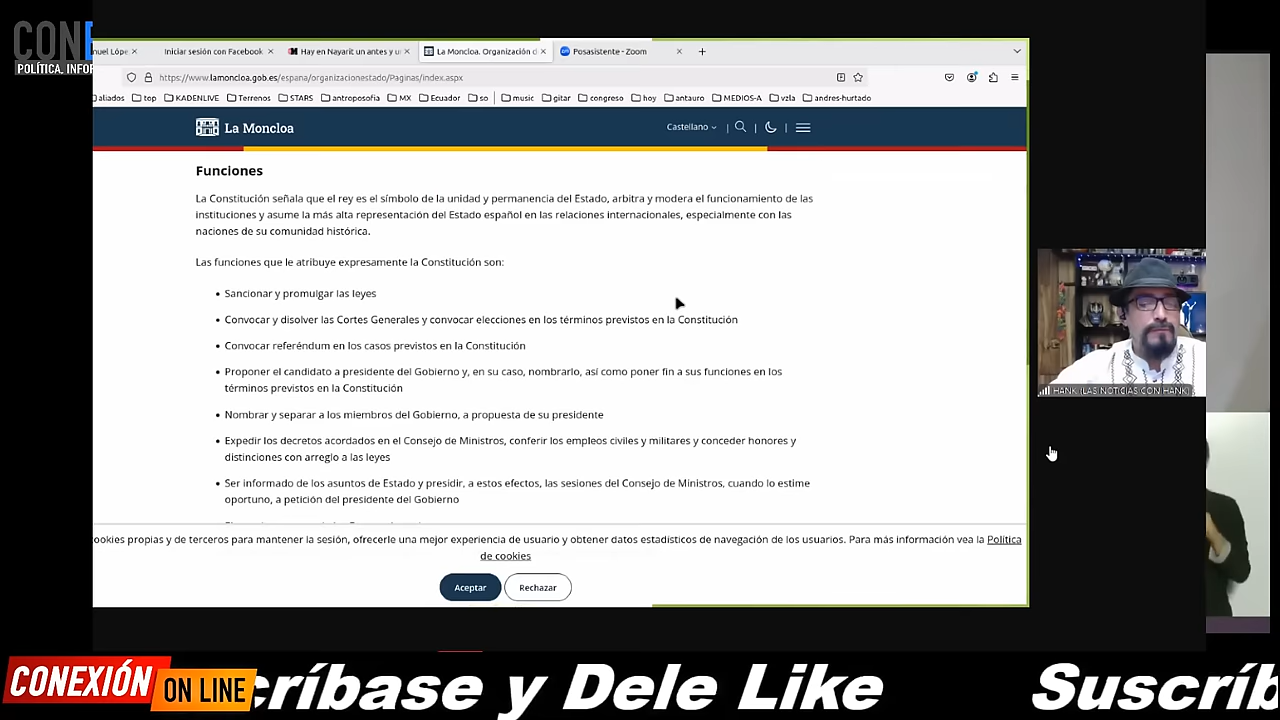 CONE
POLÍTICA. INFOR
Iniciar sesión con Facebook
Hay en Nayarit un antes y u
La Moncloa. Organización d
Posasistente - Zoom
https://www.lamoncloa.gob.es/espana/organizacionestado/Paginas/index.aspx
aliados top KADENLIVE Terrenos STARS antroposofia MX Ecuador so music gitar congreso hoy antauro MEDIOS-A vzla andres-hurtado
La Moncloa
Castellano
Funciones
La Constitución señala que el rey es el símbolo de la unidad y permanencia del Estado, arbitra y modera el funcionamiento de las
instituciones y asume la más alta representación del Estado español en las relaciones internacionales, especialmente con las
naciones de su comunidad histórica.
Las funciones que le atribuye expresamente la Constitución son:
• Sancionar y promulgar las leyes
• Convocar y disolver las Cortes Generales y convocar elecciones en los términos previstos en la Constitución
• Convocar referéndum en los casos previstos en la Constitución
• Proponer el candidato a presidente del Gobierno y, en su caso, nombrarlo, así como poner fin a sus funciones en los
términos previstos en la Constitución
• Nombrar y separar a los miembros del Gobierno, a propuesta de su presidente
• Expedir los decretos acordados en el Consejo de Ministros, conferir los empleos civiles y militares y conceder honores y
distinciones con arreglo a las leyes
• Ser informado de los asuntos de Estado y presidir, a estos efectos, las sesiones del Consejo de Ministros, cuando lo estime
oportuno, a petición del presidente del Gobierno
ookies propias y de terceros para mantener la sesión, ofrecerle una mejor experiencia de usuario y obtener datos estadísticos de navegación de los usuarios. Para más información vea la Política
de cookies
Aceptar
Rechazar
HANK (LAS NOTICIAS CON HANK)
CONEXIÓN
ON LINE
críbase y Dele Like
Suscríb